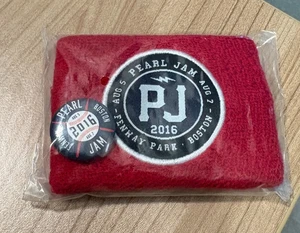 PEARL JAM
AUG 5
AUG 7
PJ
2016
FENWAY PARK · BOSTON
PEARL
BOSTON
2016
JAM